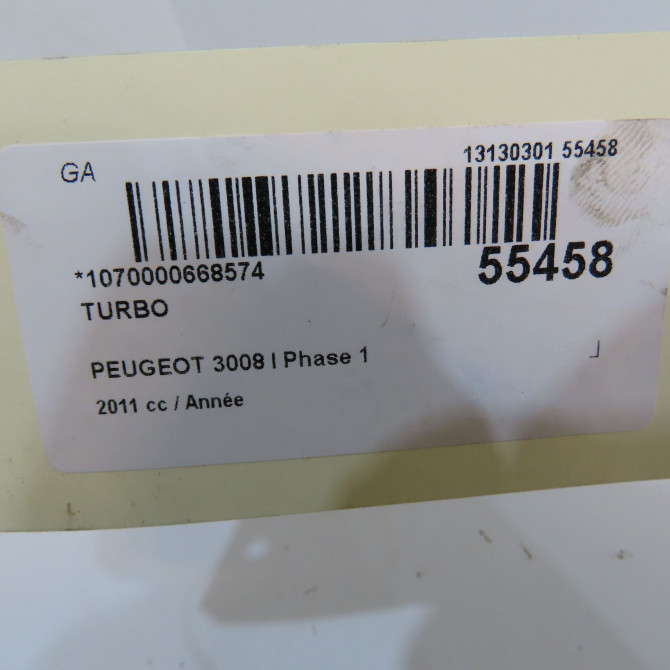 GA
13130301 55458
*1070000668574
55458
TURBO
PEUGEOT 3008 I Phase 1
2011 cc / Année